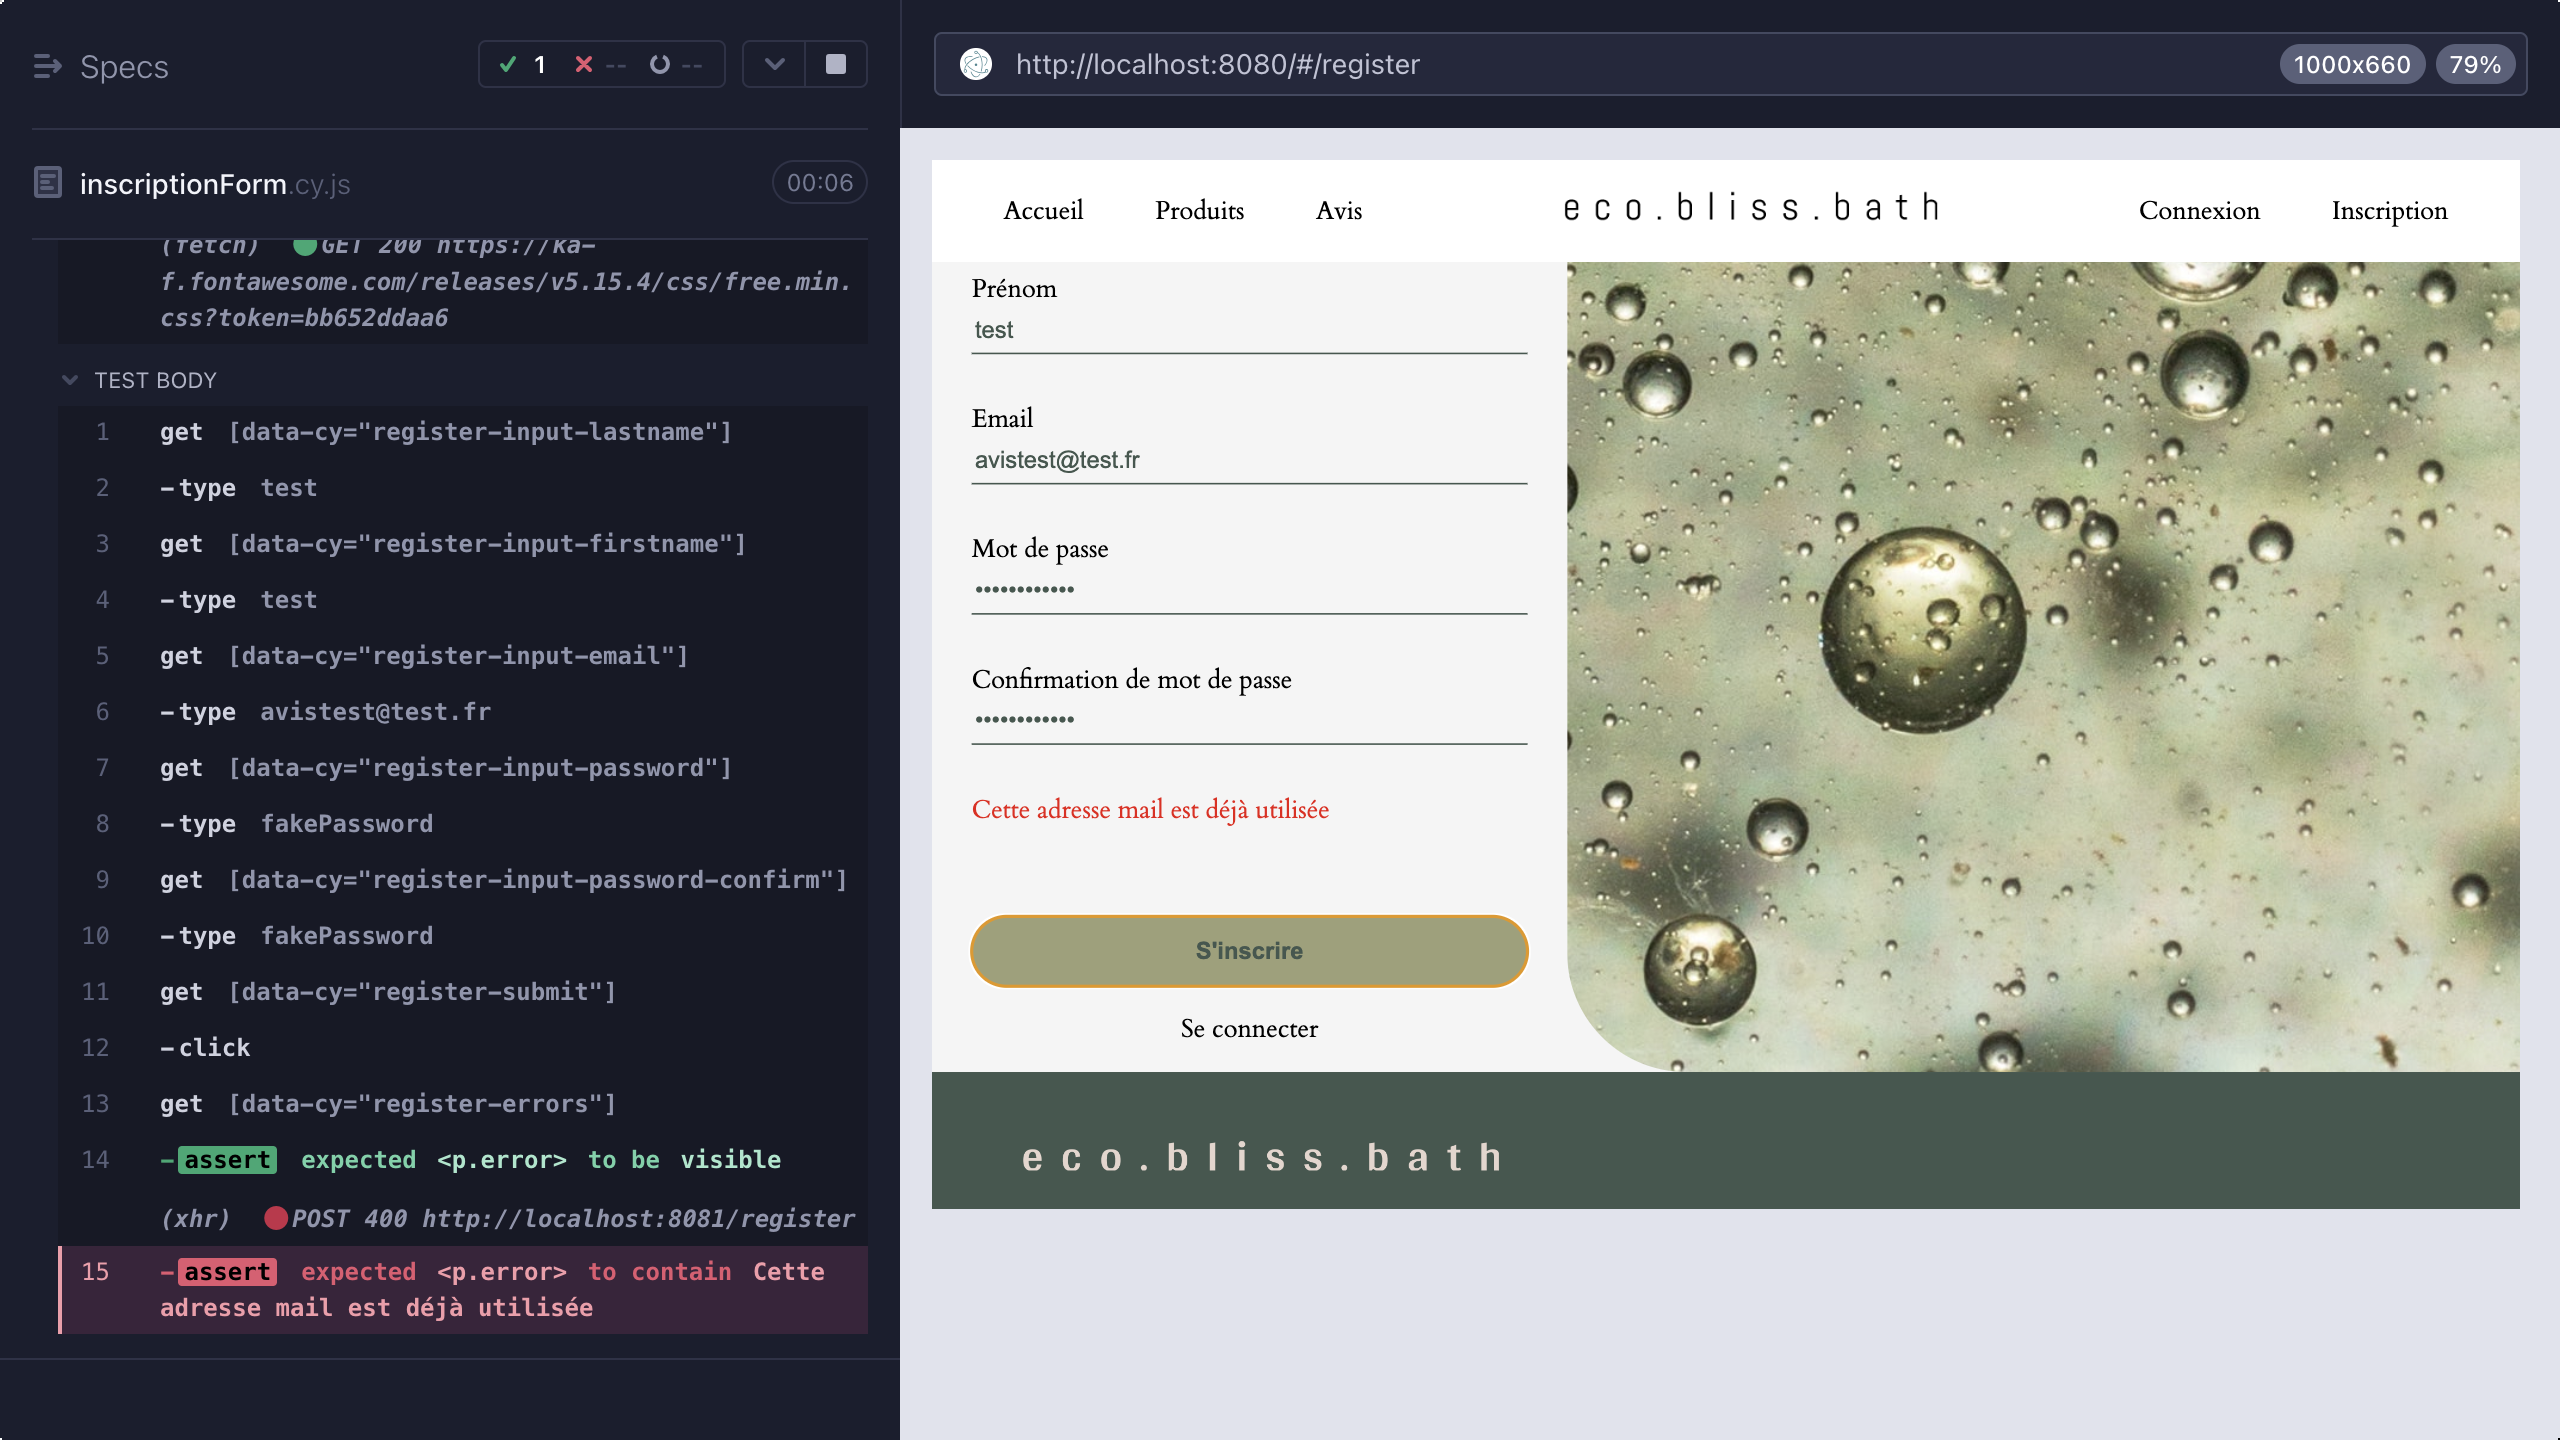 Specs
1
--
--
inscriptionForm.cy.js
00:06
(fetch) GET 200 https://ka-
f.fontawesome.com/releases/v5.15.4/css/free.min.
css?token=bb652ddaa6
TEST BODY
1 get [data-cy="register-input-lastname"]
2 -type test
3 get [data-cy="register-input-firstname"]
4 -type test
5 get [data-cy="register-input-email"]
6 -type avistest@test.fr
7 get [data-cy="register-input-password"]
8 -type fakePassword
9 get [data-cy="register-input-password-confirm"]
10 -type fakePassword
11 get [data-cy="register-submit"]
12 -click
13 get [data-cy="register-errors"]
14 -assert expected <p.error> to be visible
(xhr) POST 400 http://localhost:8081/register
15 -assert expected <p.error> to contain Cette
adresse mail est déjà utilisée
http://localhost:8080/#/register
1000x660
79%
Accueil
Produits
Avis
eco.bliss.bath
Connexion
Inscription
Prénom
test
Email
avistest@test.fr
Mot de passe
••••••••••••
Confirmation de mot de passe
••••••••••••
Cette adresse mail est déjà utilisée
S'inscrire
Se connecter
eco.bliss.bath